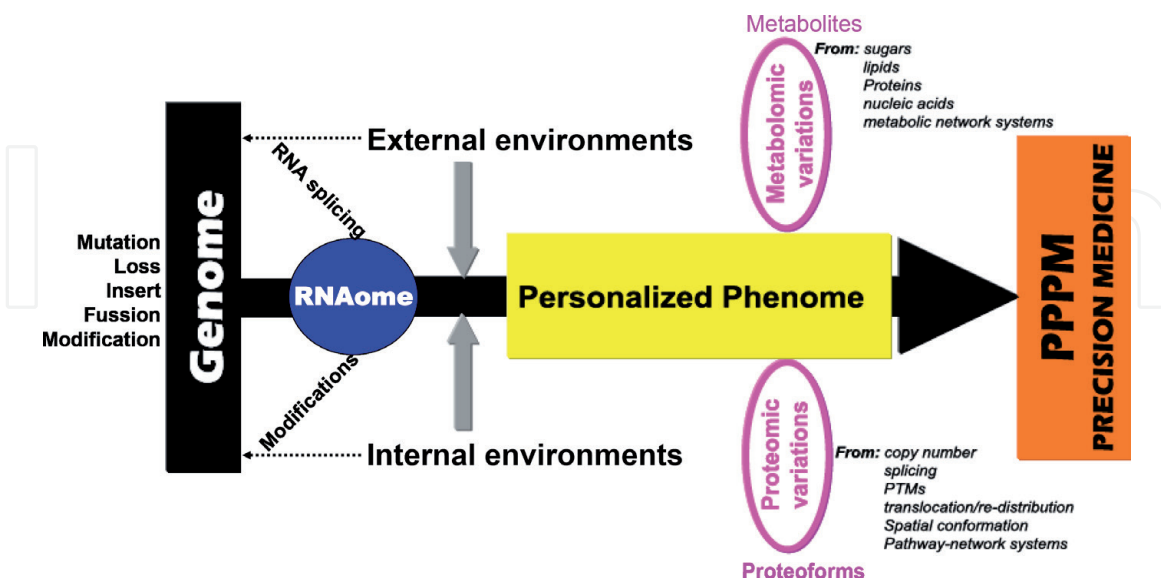 Metabolites
Metabolomic
variations
From: sugars
lipids
Proteins
nucleic acids
metabolic network systems
External environments
RNA splicing
Mutation
Loss
Insert
Fussion
Modification
Genome
RNAome
Personalized Phenome
PPPM
PRECISION MEDICINE
Modifications
Internal environments
Proteomic
variations
From: copy number
splicing
PTMs
translocation/re-distribution
Spatial conformation
Pathway-network systems
Proteoforms